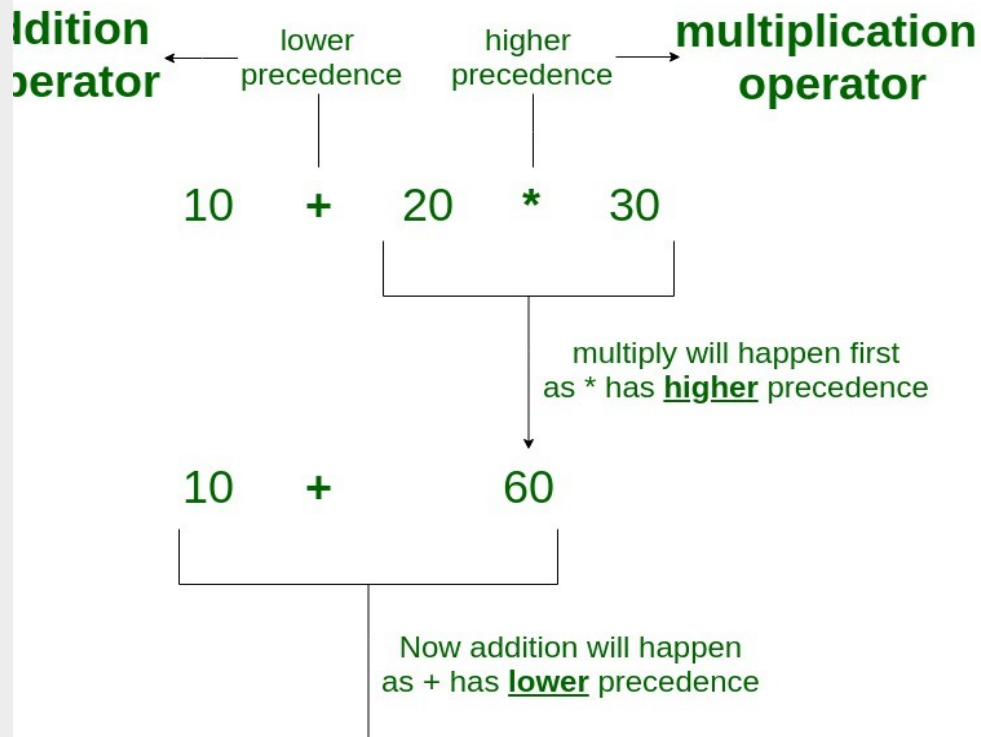 ddition
perator
lower
precedence
higher
precedence
multiplication
operator
10 + 20 * 30
multiply will happen first
as * has higher precedence
10 + 60
Now addition will happen
as + has lower precedence